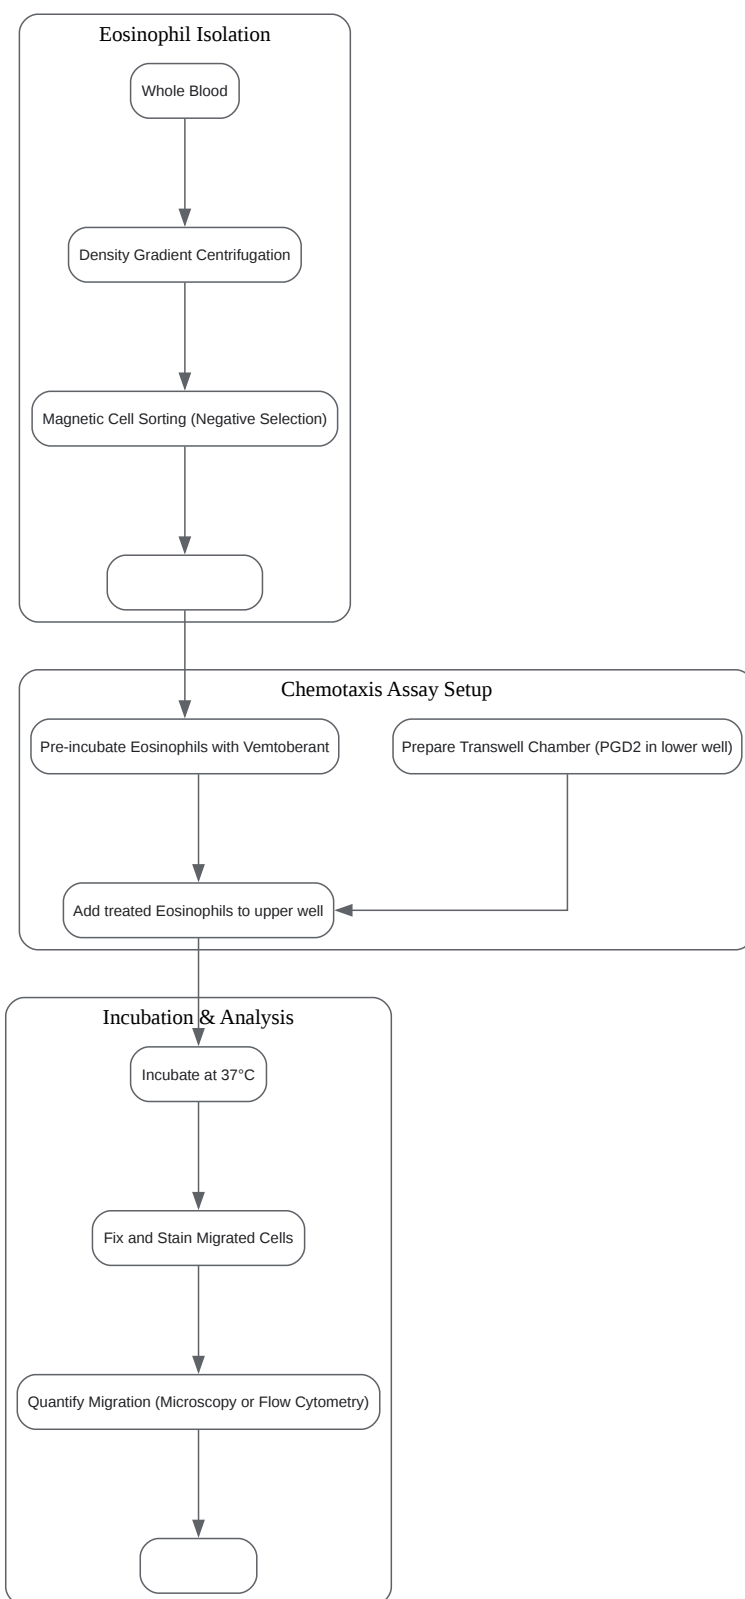 Eosinophil Isolation
Whole Blood
Density Gradient Centrifugation
Magnetic Cell Sorting (Negative Selection)
Chemotaxis Assay Setup
Pre-incubate Eosinophils with Vemtoberant
Prepare Transwell Chamber (PGD2 in lower well)
Add treated Eosinophils to upper well
Incubation & Analysis
Incubate at 37°C
Fix and Stain Migrated Cells
Quantify Migration (Microscopy or Flow Cytometry)